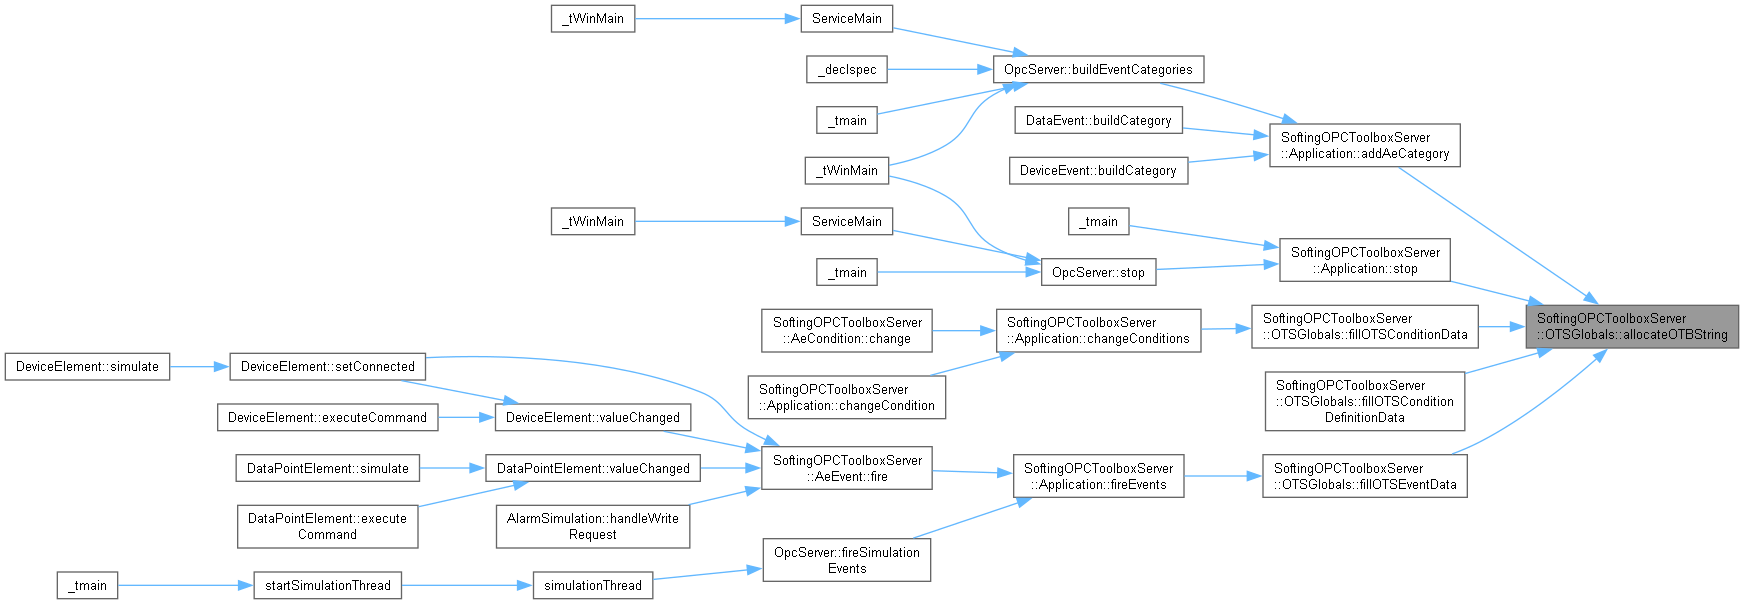 _tWinMain
ServiceMain
OpcServer::buildEventCategories
_declspec
_tmain
DataEvent::buildCategory
SoftingOPCToolboxServer
::Application::addAeCategory
_tWinMain
DeviceEvent::buildCategory
_tWinMain
ServiceMain
_tmain
SoftingOPCToolboxServer
::Application::stop
_tmain
OpcServer::stop
SoftingOPCToolboxServer
::AeCondition::change
SoftingOPCToolboxServer
::Application::changeConditions
SoftingOPCToolboxServer
::OTSGlobals::fillOTSConditionData
SoftingOPCToolboxServer
::OTSGlobals::allocateOTBString
DeviceElement::simulate
DeviceElement::setConnected
SoftingOPCToolboxServer
::Application::changeCondition
SoftingOPCToolboxServer
::OTSGlobals::fillOTSCondition
DefinitionData
DeviceElement::executeCommand
DeviceElement::valueChanged
DataPointElement::simulate
DataPointElement::valueChanged
SoftingOPCToolboxServer
::AeEvent::fire
SoftingOPCToolboxServer
::Application::fireEvents
SoftingOPCToolboxServer
::OTSGlobals::fillOTSEventData
DataPointElement::execute
Command
AlarmSimulation::handleWrite
Request
OpcServer::fireSimulation
Events
_tmain
startSimulationThread
simulationThread